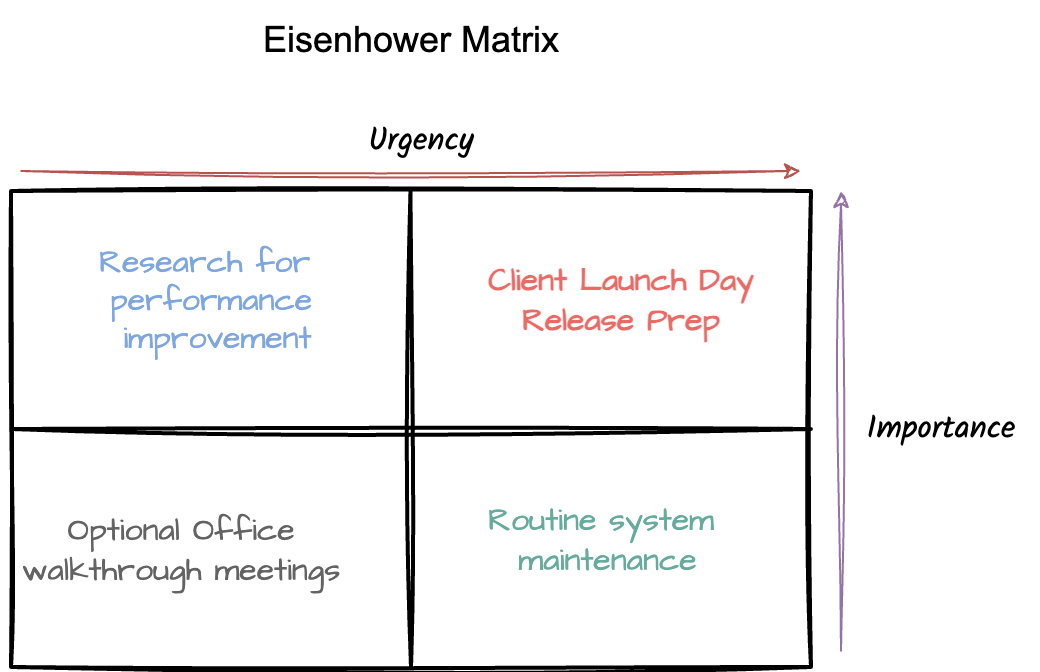 Eisenhower Matrix
Urgency
Research for
performance
improvement
Client Launch Day
Release Prep
Importance
Optional Office
walkthrough meetings
Routine system
maintenance